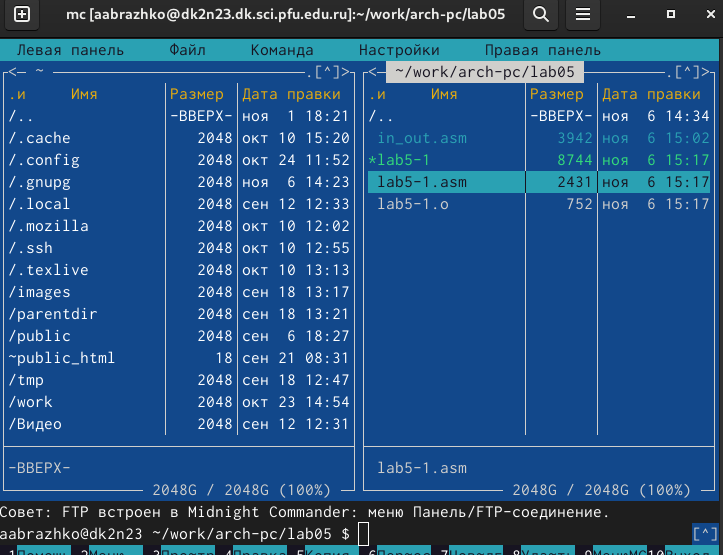 mc [aabrazhko@dk2n23.dk.sci.pfu.edu.ru]:~/work/arch-pc/lab05
Левая панель Файл Команда Настройки Правая панель
<— ~ .[^]> <— ~/work/arch-pc/lab05 .[^]>
.и Имя Размер Дата правки .и Имя Размер Дата правки
/.. -ВВЕРХ- ноя 1 18:21 /.. -ВВЕРХ- ноя 6 14:34
/.cache 2048 окт 10 15:20 in_out.asm 3942 ноя 6 15:02
/.config 2048 окт 24 11:52 *lab5-1 8744 ноя 6 15:17
/.gnupg 2048 ноя 6 14:23 lab5-1.asm 2431 ноя 6 15:17
/.local 2048 сен 12 12:33 lab5-1.o 752 ноя 6 15:17
/.mozilla 2048 окт 10 12:02
/.ssh 2048 окт 10 12:55
/.texlive 2048 окт 10 13:13
/images 2048 сен 18 13:17
/parentdir 2048 сен 18 13:21
/public 2048 сен 6 18:27
~public_html 18 сен 21 08:31
/tmp 2048 сен 18 12:47
/work 2048 окт 23 14:54
/Видео 2048 сен 12 12:31
-ВВЕРХ- lab5-1.asm
2048G / 2048G (100%) 2048G / 2048G (100%)
Совет: FTP встроен в Midnight Commander: меню Панель/FTP-соединение.
aabrazhko@dk2n23 ~/work/arch-pc/lab05 $ [^]